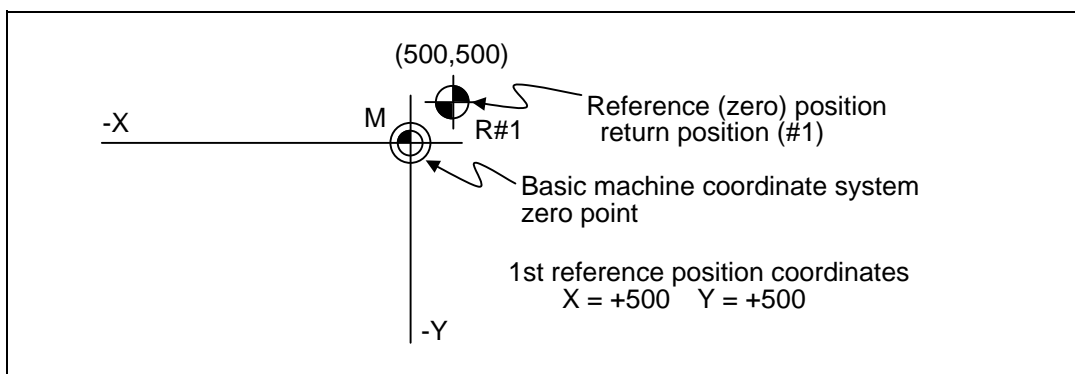 (500,500)
M
R#1
-X
Reference (zero) position
return position (#1)
Basic machine coordinate system
zero point
1st reference position coordinates
X = +500 Y = +500
-Y